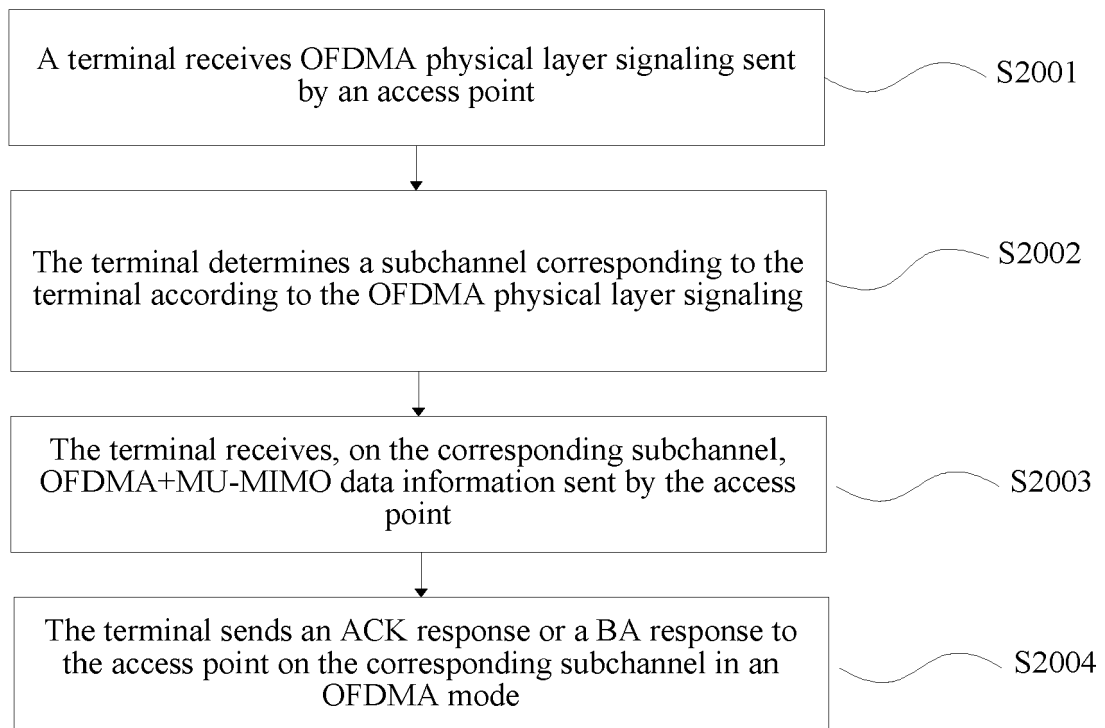 A terminal receives OFDMA physical layer signaling sent
by an access point
S2001
The terminal determines a subchannel corresponding to the
terminal according to the OFDMA physical layer signaling
S2002
The terminal receives, on the corresponding subchannel,
OFDMA+MU-MIMO data information sent by the access
point
S2003
The terminal sends an ACK response or a BA response to
the access point on the corresponding subchannel in an
OFDMA mode
S2004